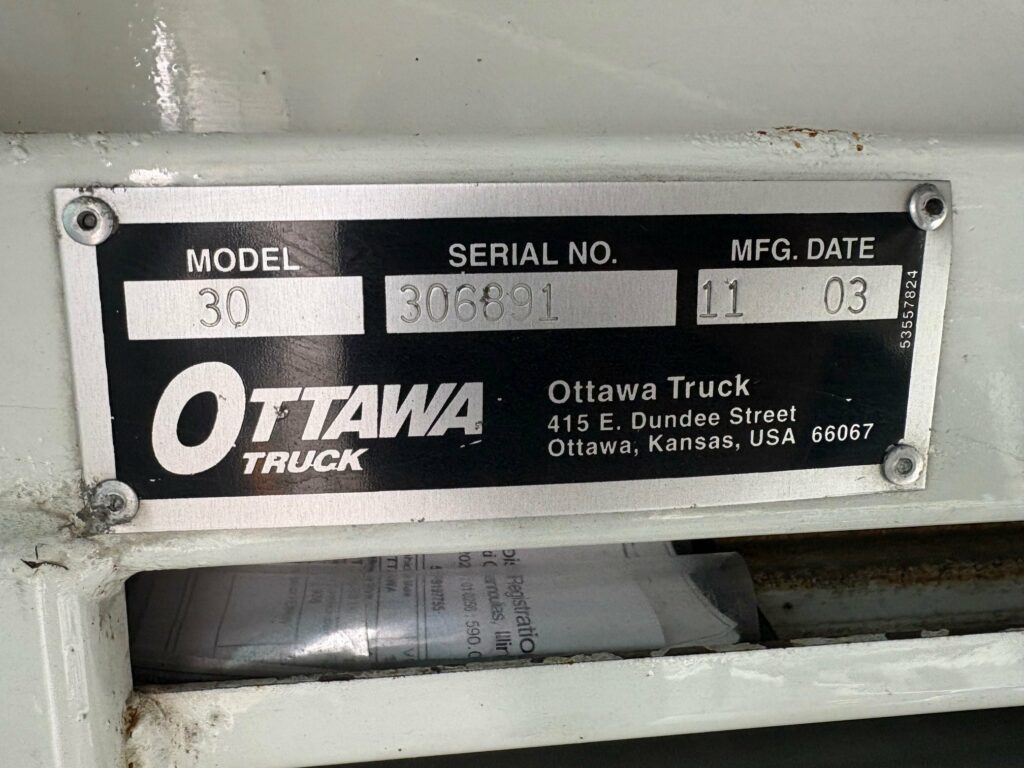 MODEL SERIAL NO. MFG. DATE
30 306891 11 03
53557824
OTTAWA
TRUCK
Ottawa Truck
415 E. Dundee Street
Ottawa, Kansas, USA 66067
Registration